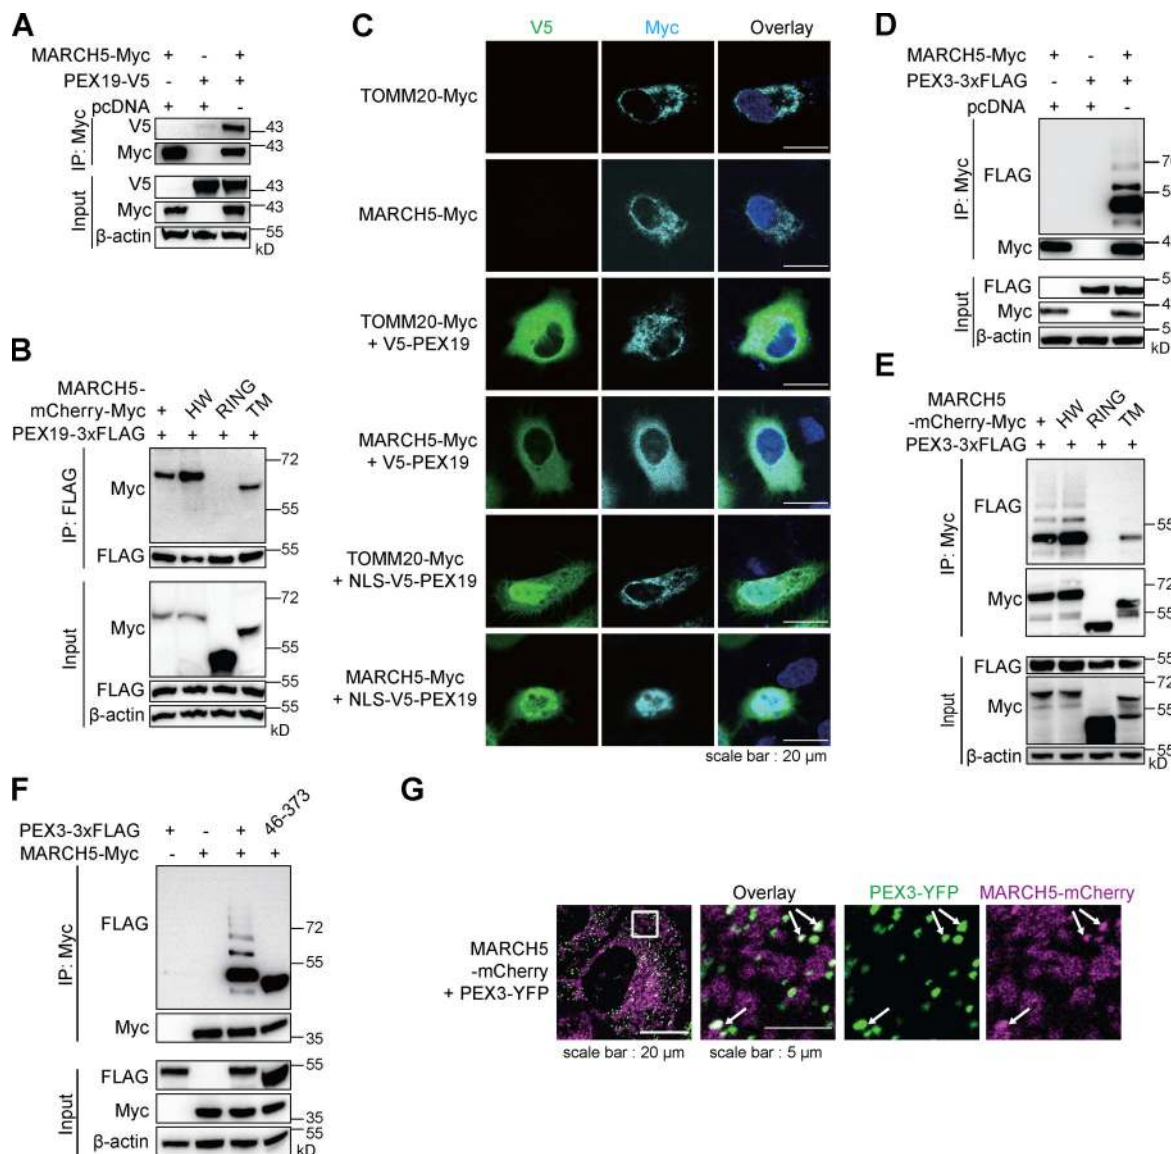 A
MARCH5-Myc + - +
PEX19-V5 - + +
pcDNA + + -
IP: Myc
V5 43
Myc 43
Input
V5 43
Myc 43
β-actin 55
kD
B
MARCH5-
mCherry-Myc + HW RING TM
PEX19-3xFLAG + + + +
IP: FLAG
Myc 72
55
FLAG 55
Input
Myc 72
55
FLAG 55
β-actin
kD
C
V5 Myc Overlay
TOMM20-Myc
MARCH5-Myc
TOMM20-Myc
+ V5-PEX19
MARCH5-Myc
+ V5-PEX19
TOMM20-Myc
+ NLS-V5-PEX19
MARCH5-Myc
+ NLS-V5-PEX19
scale bar : 20 µm
D
MARCH5-Myc + - +
PEX3-3xFLAG - + +
pcDNA + + -
IP: Myc
FLAG
Myc
Input
FLAG
Myc
β-actin
kD
E
MARCH5
-mCherry-Myc + HW RING TM
PEX3-3xFLAG + + + +
IP: Myc
FLAG 55
Myc 72
55
Input
FLAG 55
Myc 72
β-actin 55
kD
F
PEX3-3xFLAG + - + 46-373
MARCH5-Myc - + + +
IP: Myc
FLAG 72
55
Myc 35
Input
FLAG 55
Myc 35
β-actin 55
kD
G
Overlay PEX3-YFP MARCH5-mCherry
MARCH5
-mCherry
+ PEX3-YFP
scale bar : 20 µm scale bar : 5 µm